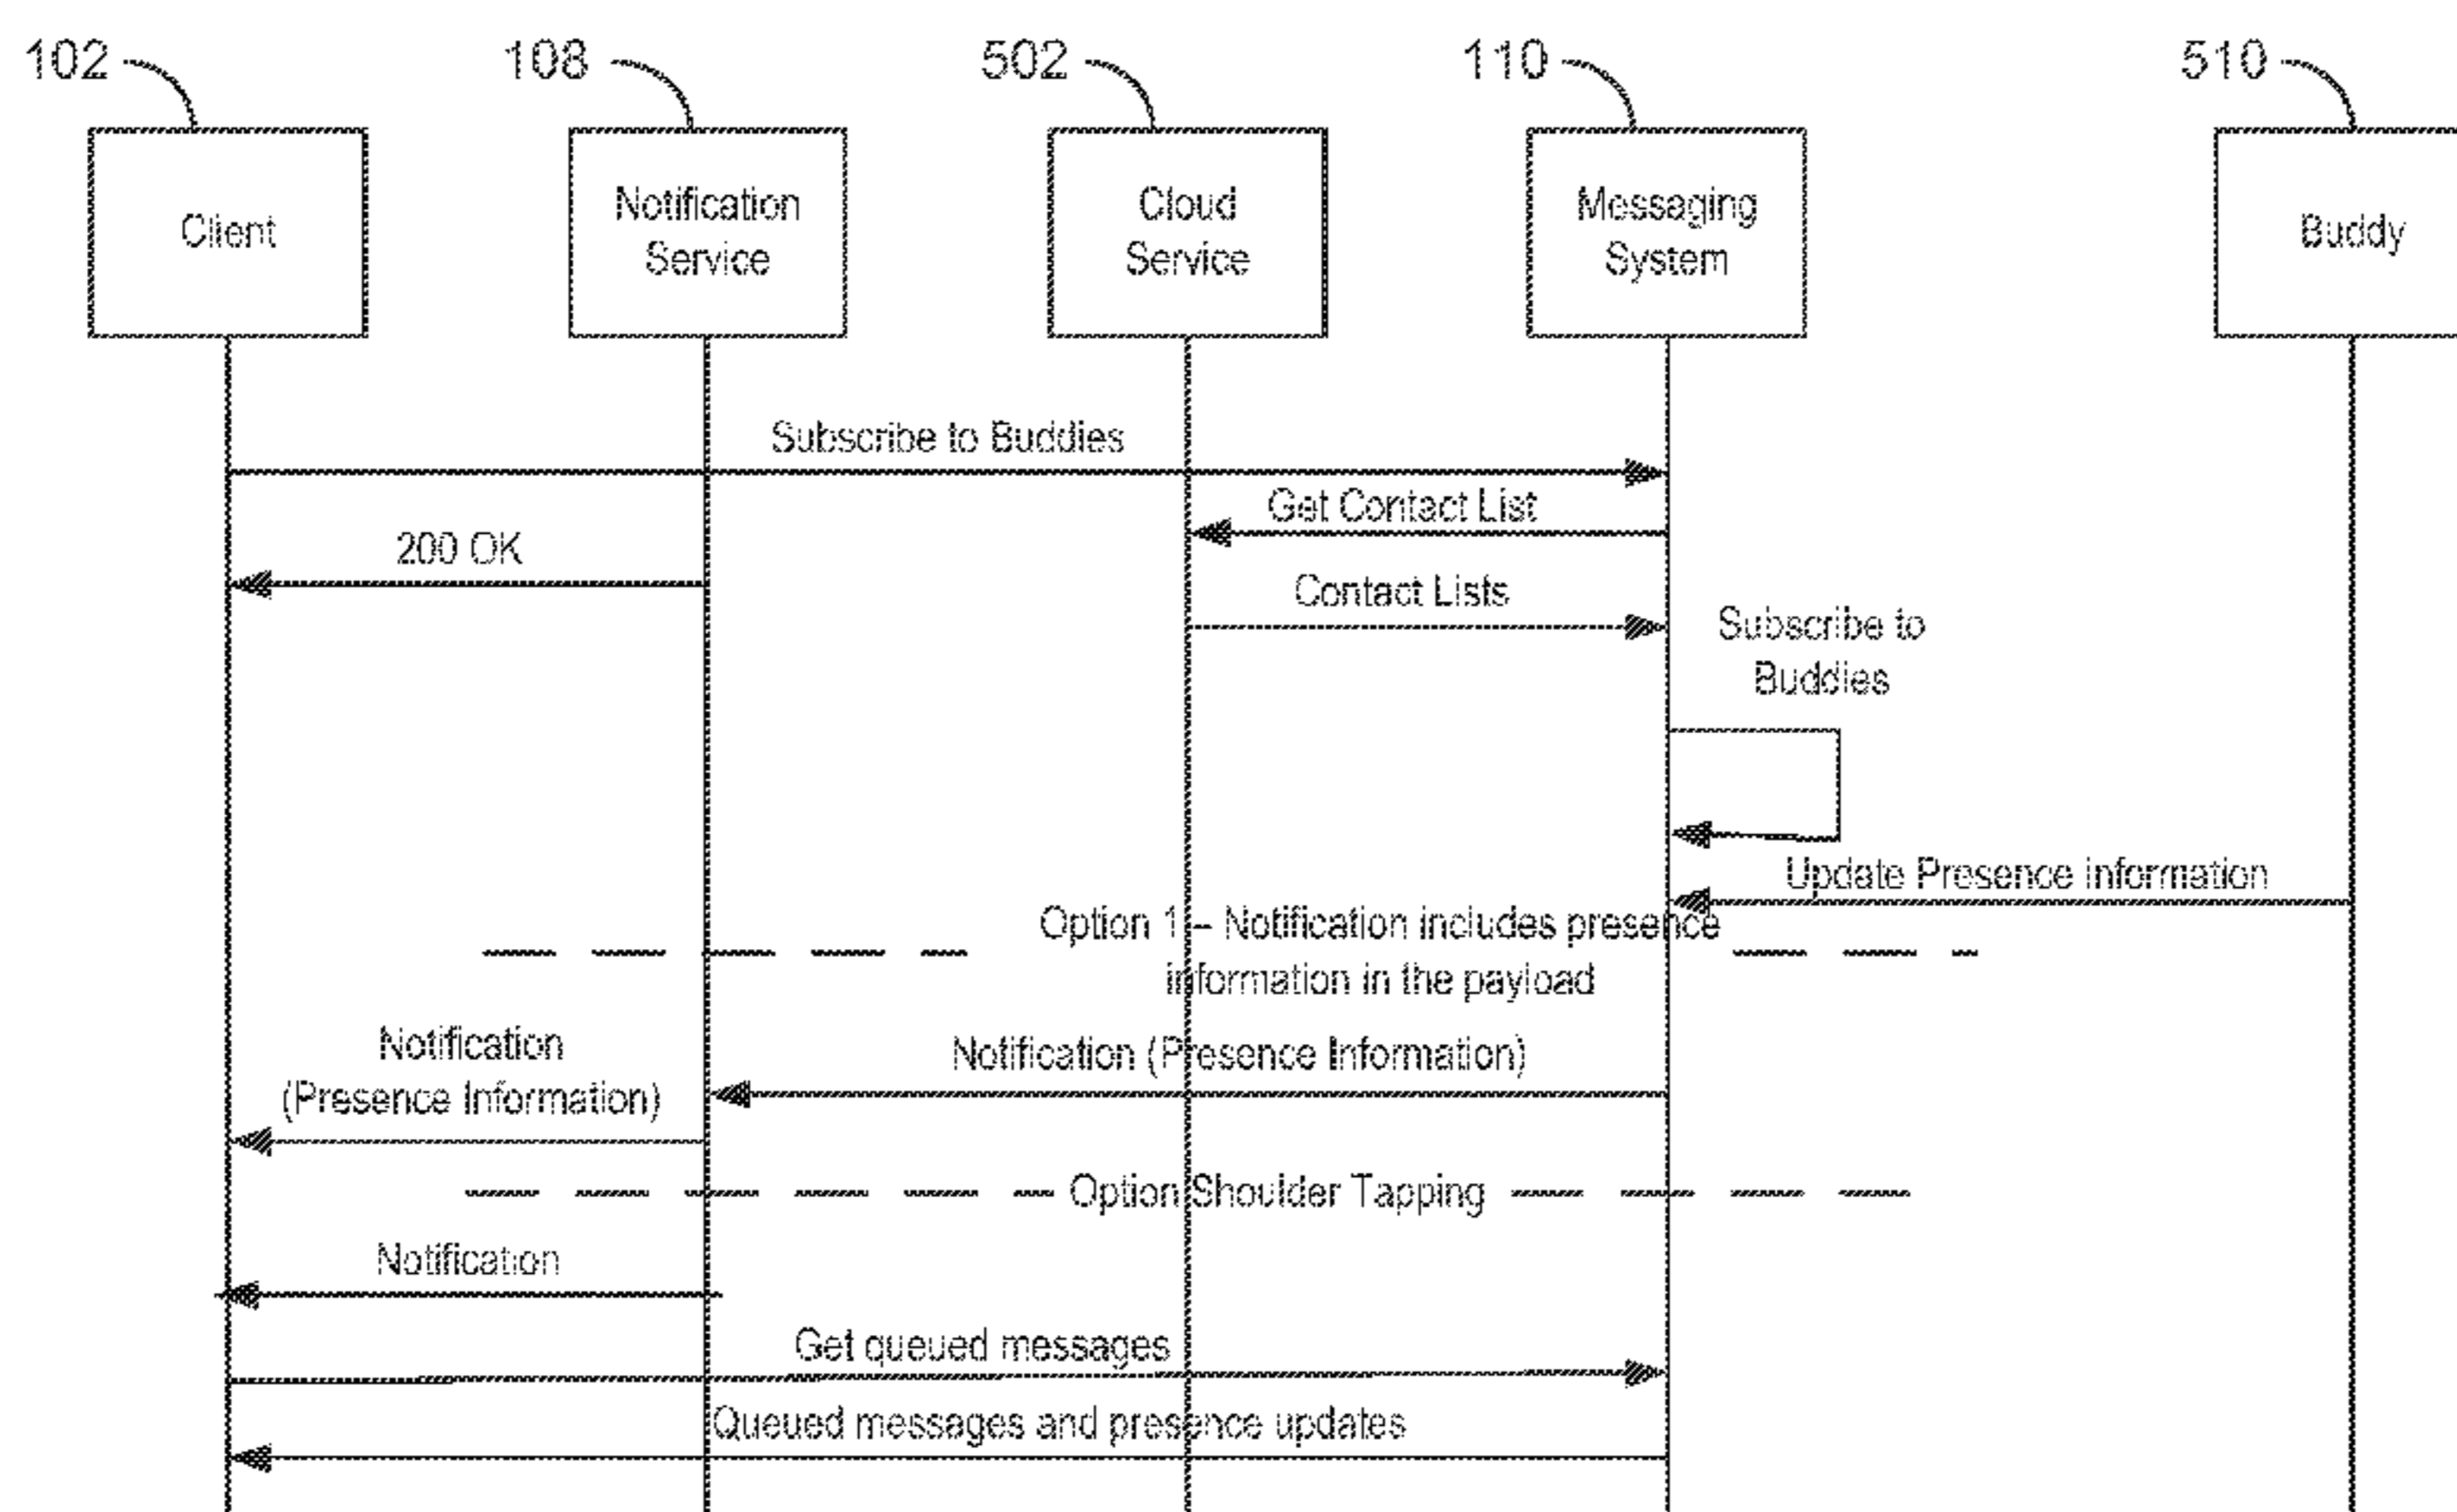 102
108
502
110
510
Client
Notification
Service
Cloud
Service
Messaging
System
Buddy
Subscribe to Buddies
Get Contact List
200 OK
Contact Lists
Subscribe to
Buddies
Update Presence information
Option 1 – Notification includes presence
information in the payload
Notification
(Presence Information)
Notification (Presence Information)
Option Shoulder Tapping
Notification
Get queued messages
Queued messages and presence updates